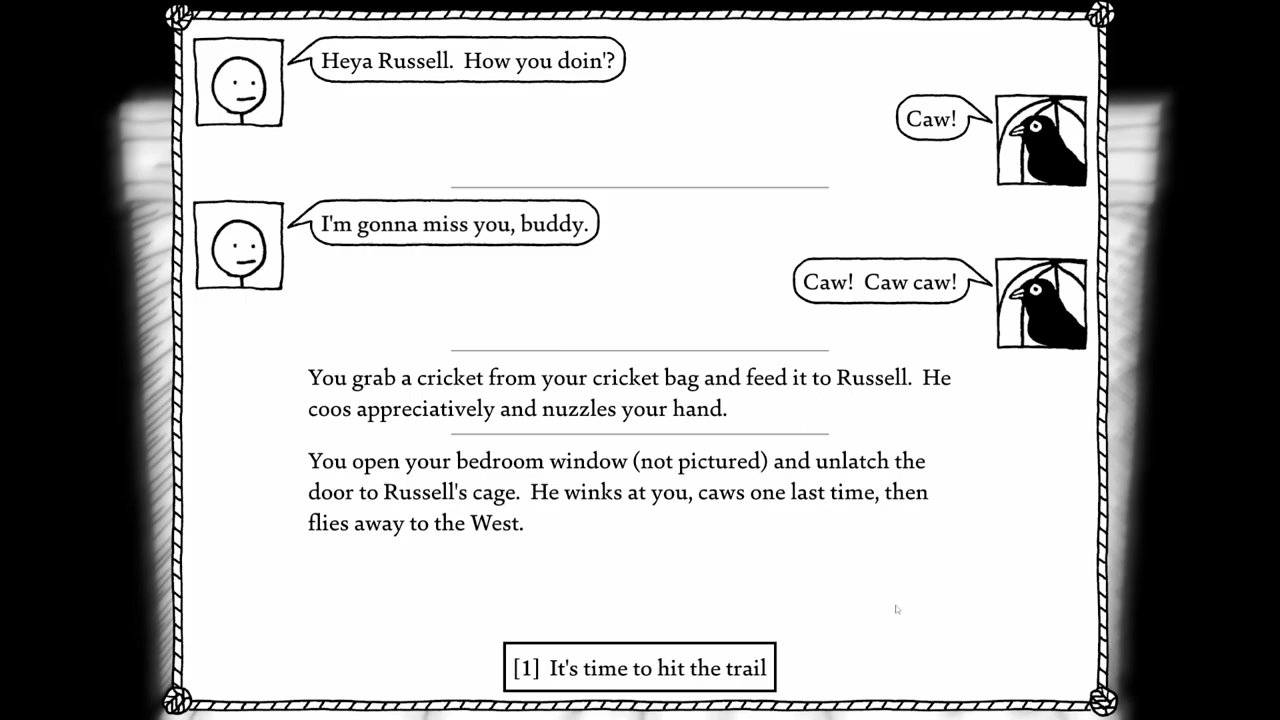 Heya Russell.  How you doin'?
Caw!
I'm gonna miss you, buddy.
Caw!  Caw caw!
You grab a cricket from your cricket bag and feed it to Russell.  He
coos appreciatively and nuzzles your hand.
You open your bedroom window (not pictured) and unlatch the
door to Russell's cage.  He winks at you, caws one last time, then
flies away to the West.
[1]  It's time to hit the trail